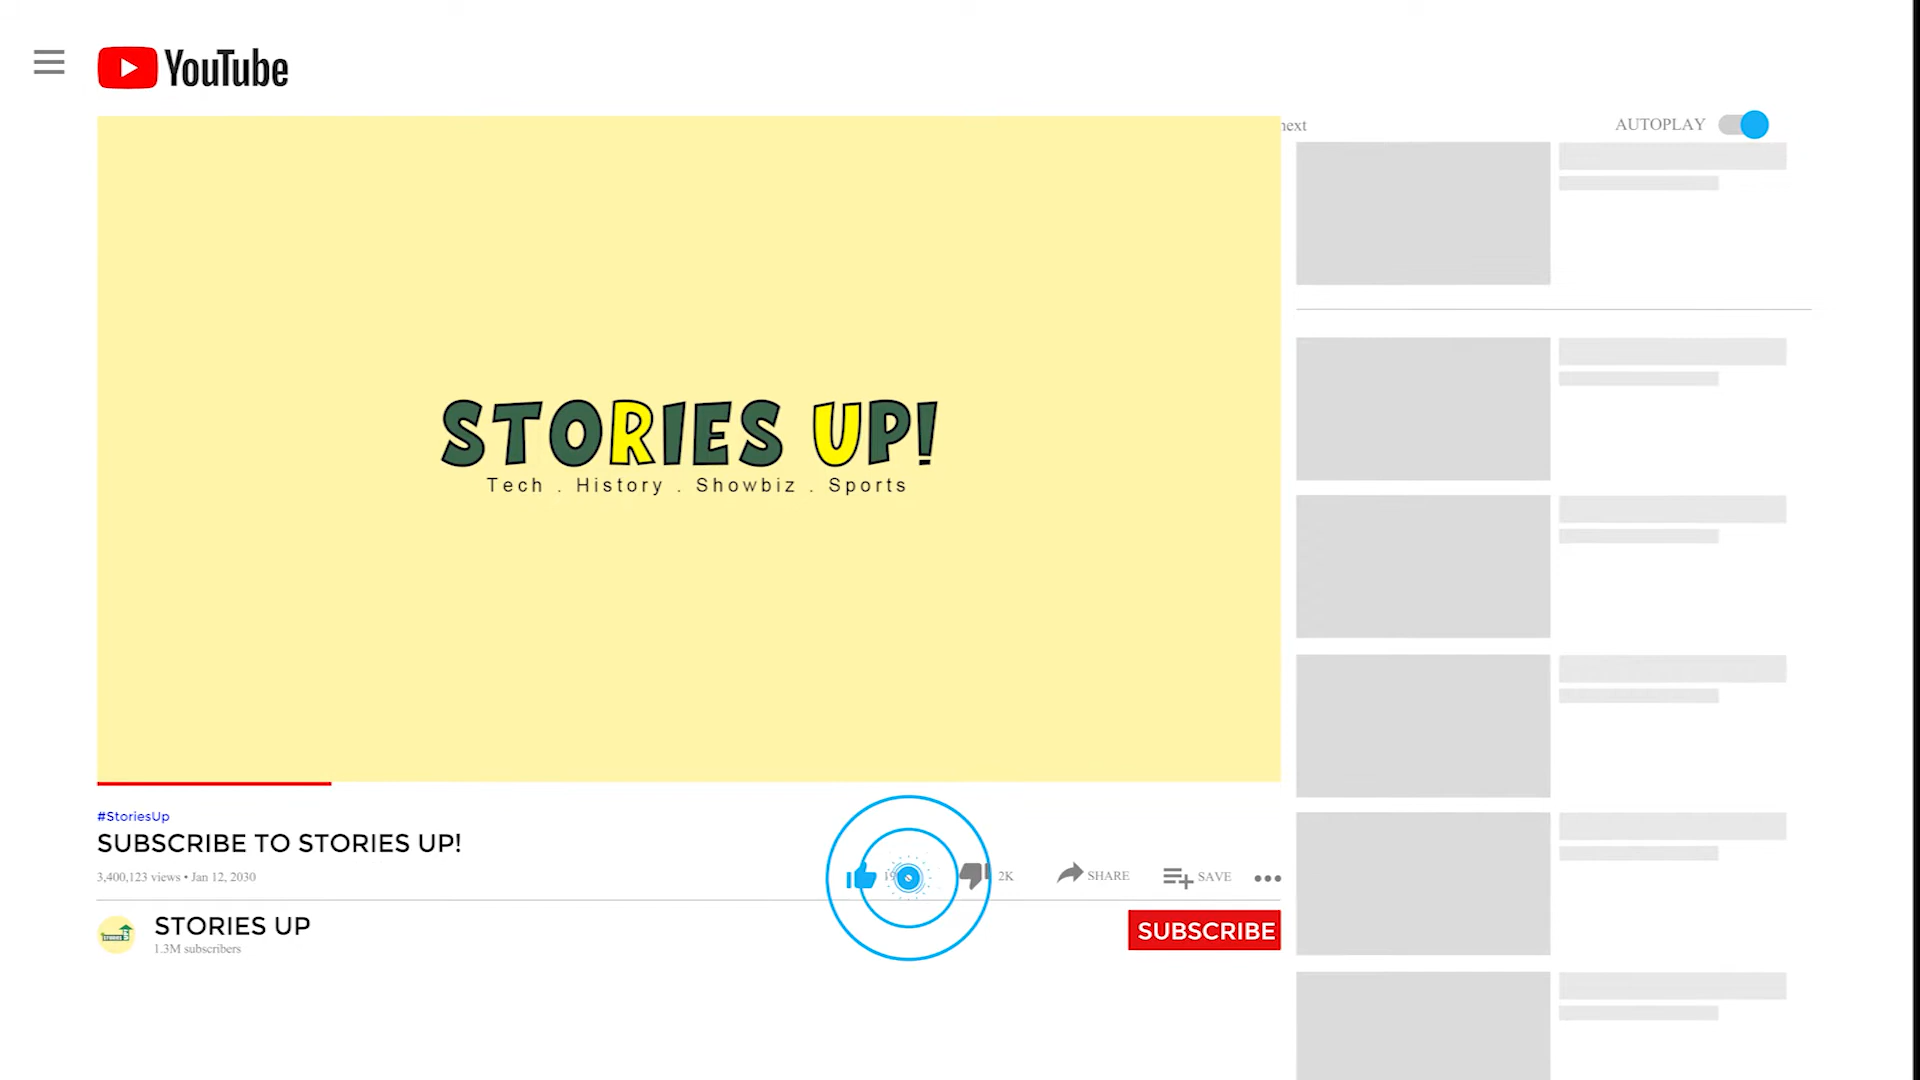 YouTube
next
AUTOPLAY
STORIES UP!
Tech . History . Showbiz . Sports
#StoriesUp
SUBSCRIBE TO STORIES UP!
3,400,123 views • Jan 12, 2030
2K
SHARE
SAVE
STORIES UP
1.3M subscribers
SUBSCRIBE